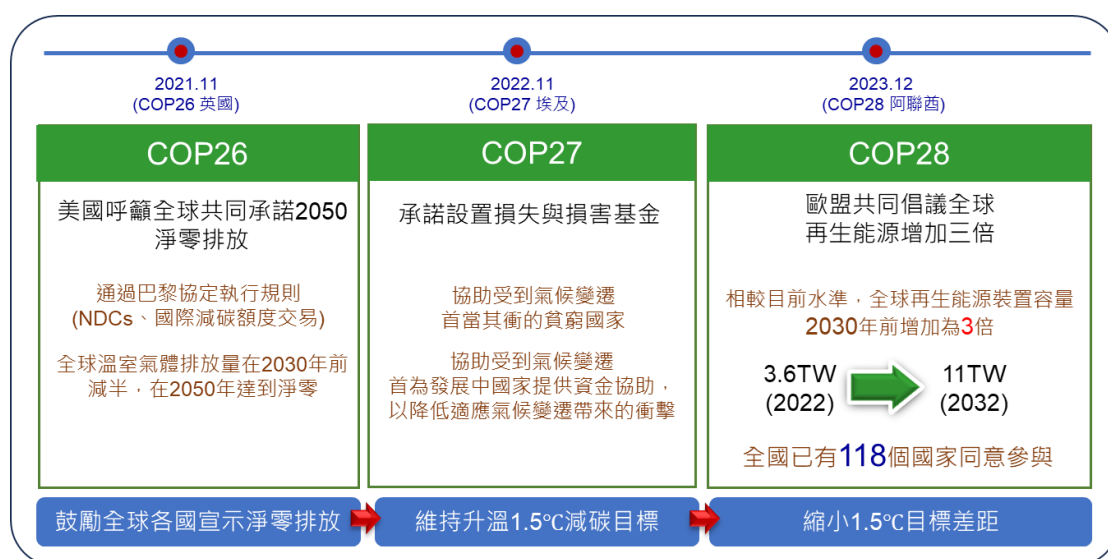 2021.11
(COP26 英國)
2022.11
(COP27 埃及)
2023.12
(COP28 阿聯酋)
COP26
美國呼籲全球共同承諾2050
淨零排放
通過巴黎協定執行規則
(NDCs、國際減碳額度交易)
全球溫室氣體排放量在2030年前
減半，在2050年達到淨零
鼓勵全球各國宣示淨零排放
COP27
承諾設置損失與損害基金
協助受到氣候變遷
首當其衝的貧窮國家
協助受到氣候變遷
首為發展中國家提供資金協助，
以降低適應氣候變遷帶來的衝擊
維持升溫1.5℃減碳目標
COP28
歐盟共同倡議全球
再生能源增加三倍
相較目前水準，全球再生能源裝置容量
2030年前增加為3倍
3.6TW
(2022)
11TW
(2032)
全國已有118個國家同意參與
縮小1.5℃目標差距